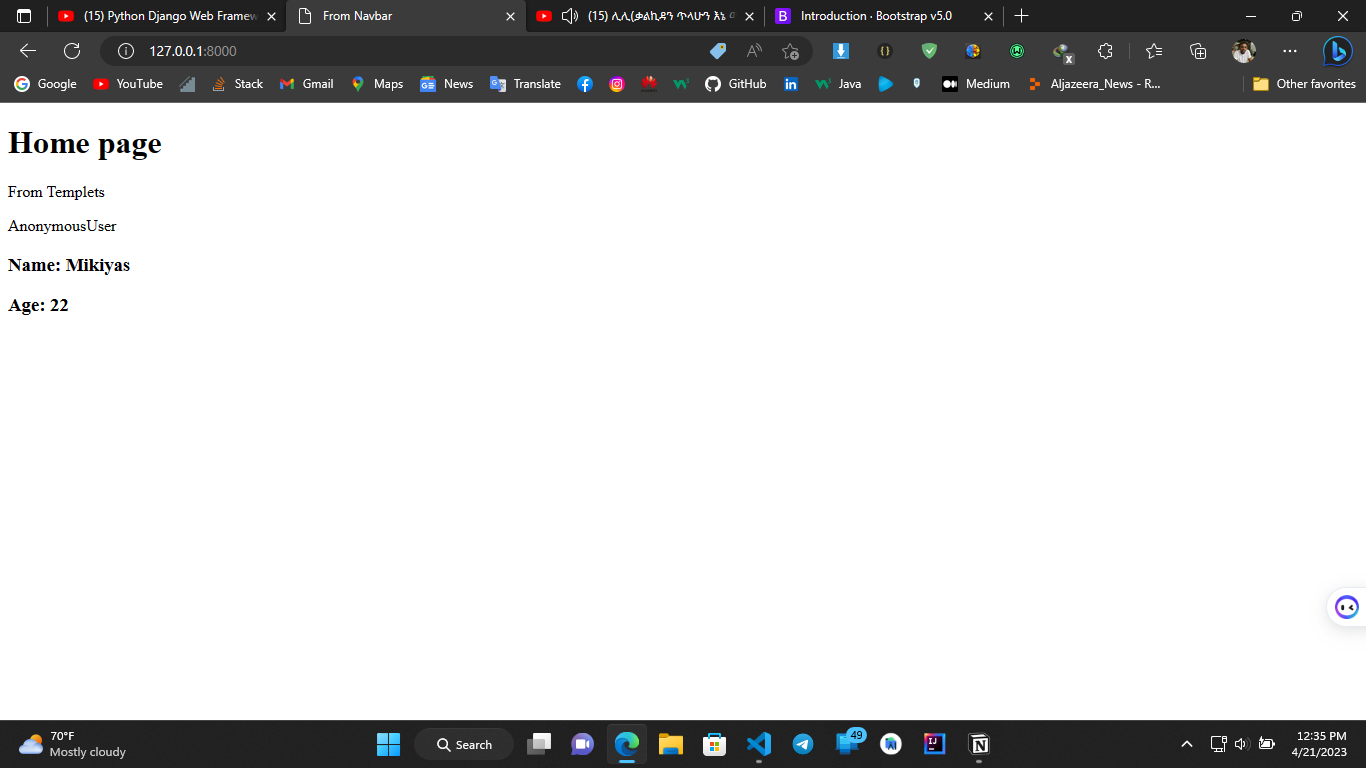 (15) Python Django Web Framew
From Navbar
(15) ሊሊ(ቃልኪዳን ጥላሁን እኔ
Introduction · Bootstrap v5.0
127.0.0.1:8000
Google
YouTube
Stack
Gmail
Maps
News
Translate
GitHub
Java
Medium
Aljazeera_News - R...
Other favorites
Home page
From Templets
AnonymousUser
Name: Mikiyas
Age: 22
70°F
Mostly cloudy
Search
49
12:35 PM
4/21/2023